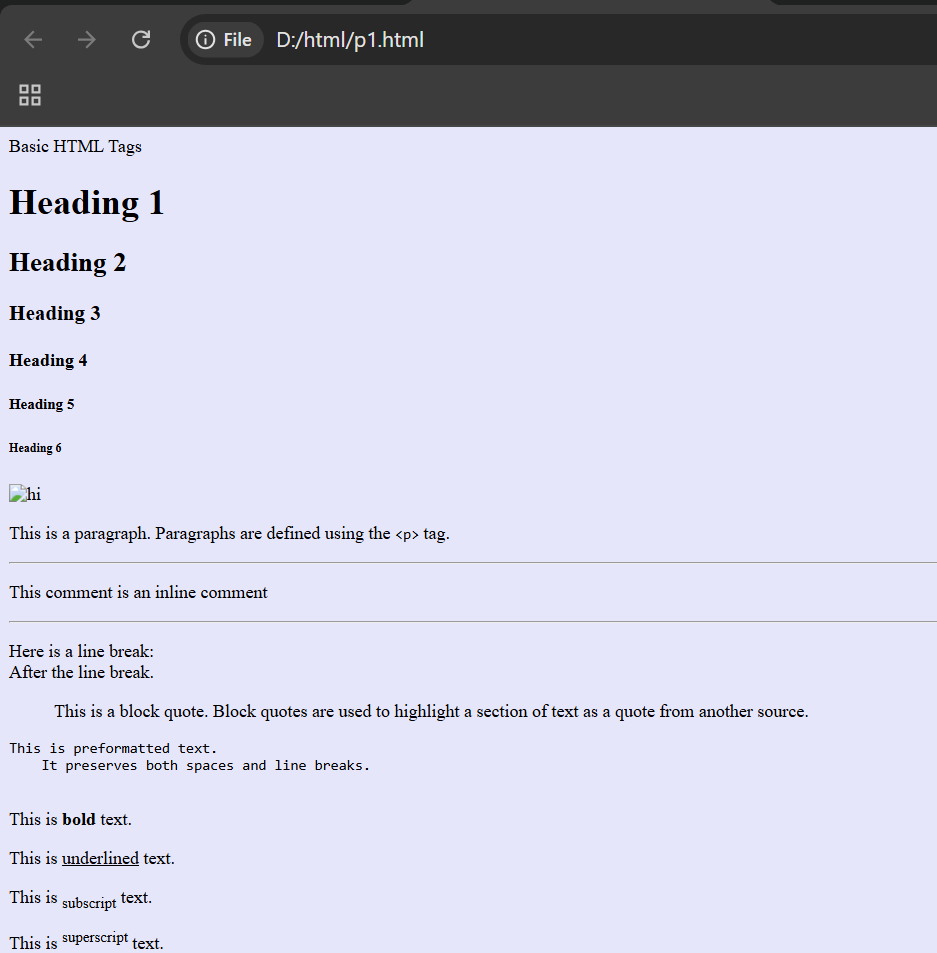 File D:/html/p1.html
Basic HTML Tags
Heading 1
Heading 2
Heading 3
Heading 4
Heading 5
Heading 6
hi
This is a paragraph. Paragraphs are defined using the <p> tag.
This comment is an inline comment
Here is a line break:
After the line break.
This is a block quote. Block quotes are used to highlight a section of text as a quote from another source.
This is preformatted text.
    It preserves both spaces and line breaks.
This is bold text.
This is underlined text.
This is subscript text.
This is superscript text.